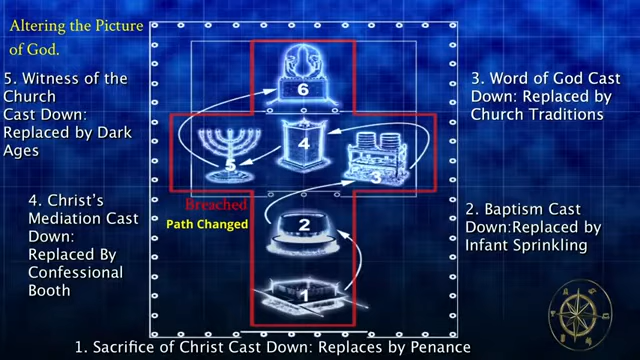 Altering the Picture
of God.
5. Witness of the
Church
Cast Down:
Replaced by Dark
Ages
4. Christ's
Mediation Cast
Down:
Replaced By
Confessional
Booth
6
5
4
3
Breached
Path Changed
2
1
3. Word of God Cast
Down: Replaced by
Church Traditions
2. Baptism Cast
Down:Replaced by
Infant Sprinkling
1. Sacrifice of Christ Cast Down: Replaces by Penance